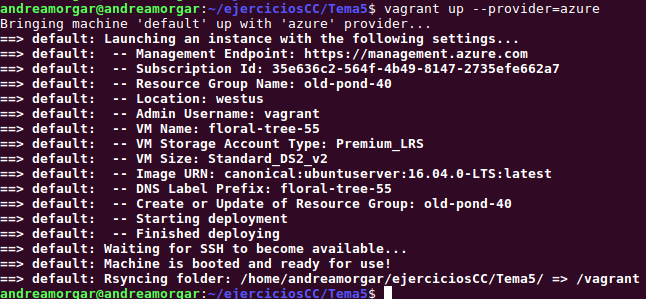 andreamorgar@andreamorgar:~/ejerciciosCC/Tema5$ vagrant up --provider=azure
Bringing machine 'default' up with 'azure' provider...
==> default: Launching an instance with the following settings...
==> default:  -- Management Endpoint: https://management.azure.com
==> default:  -- Subscription Id: 35e636c2-564f-4b49-8147-2735efe662a7
==> default:  -- Resource Group Name: old-pond-40
==> default:  -- Location: westus
==> default:  -- Admin Username: vagrant
==> default:  -- VM Name: floral-tree-55
==> default:  -- VM Storage Account Type: Premium_LRS
==> default:  -- VM Size: Standard_DS2_v2
==> default:  -- Image URN: canonical:ubuntuserver:16.04.0-LTS:latest
==> default:  -- DNS Label Prefix: floral-tree-55
==> default:  -- Create or Update of Resource Group: old-pond-40
==> default:  -- Starting deployment
==> default:  -- Finished deploying
==> default: Waiting for SSH to become available...
==> default: Machine is booted and ready for use!
==> default: Rsyncing folder: /home/andreamorgar/ejerciciosCC/Tema5/ => /vagrant
andreamorgar@andreamorgar:~/ejerciciosCC/Tema5$